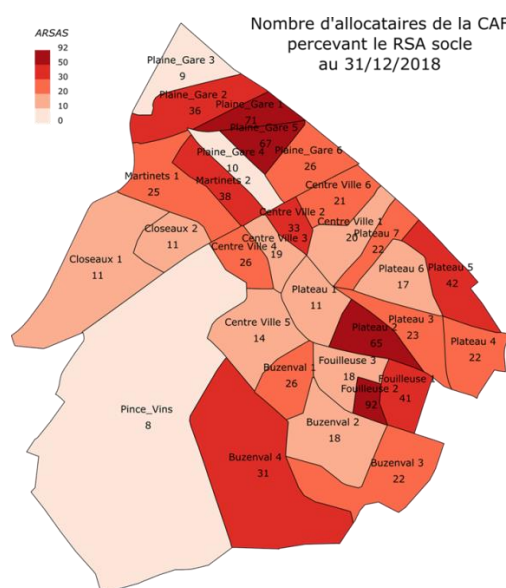 Nombre d'allocataires de la CAF
percevant le RSA socle
au 31/12/2018
ARSAS
92
50
30
20
10
0
Plaine_Gare 3
9
Plaine_Gare 2
36
Plaine_Gare 1
71
Plaine_Gare 5
67
Plaine_Gare 4
10
Plaine_Gare 6
26
Martinets 1
25
Martinets 2
38
Centre Ville 6
21
Centre Ville 2
33
Centre Ville 1
20
Closeaux 2
11
Centre Ville 3
19
Centre Ville 4
26
Plateau 7
22
Closeaux 1
11
Plateau 6
17
Plateau 5
42
Plateau 1
11
Centre Ville 5
14
Plateau 2
65
Plateau 3
23
Plateau 4
22
Buzenval 1
26
Fouilleuse 3
18
Fouilleuse 1
41
Fouilleuse 2
92
Pince_Vins
8
Buzenval 2
18
Buzenval 4
31
Buzenval 3
22